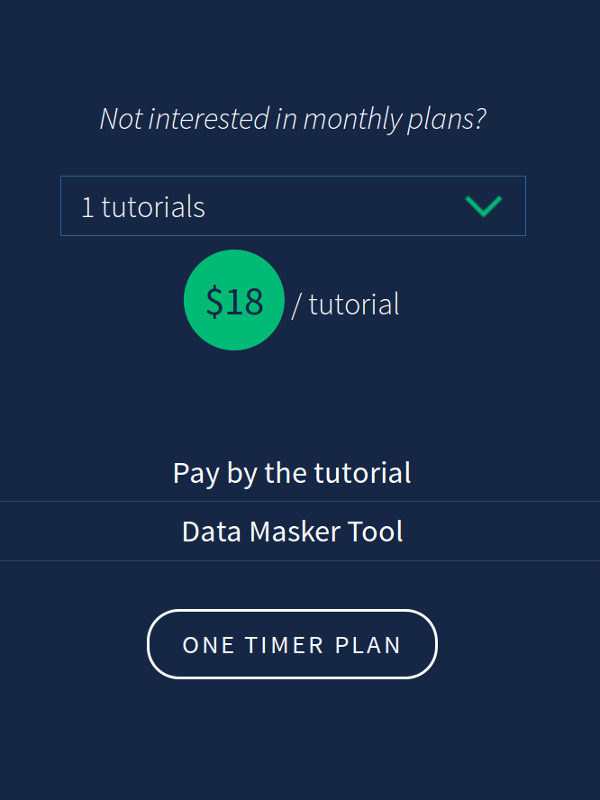 Not interested in monthly plans?
1 tutorials
$18 / tutorial
Pay by the tutorial
Data Masker Tool
ONE TIMER PLAN